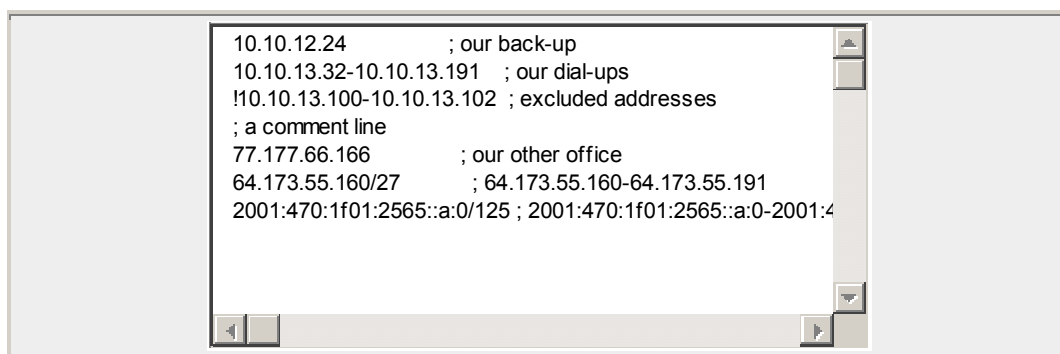 10.10.12.24 ; our back-up
10.10.13.32-10.10.13.191 ; our dial-ups
!10.10.13.100-10.10.13.102 ; excluded addresses
; a comment line
77.177.66.166 ; our other office
64.173.55.160/27 ; 64.173.55.160-64.173.55.191
2001:470:1f01:2565::a:0/125 ; 2001:470:1f01:2565::a:0-2001:4